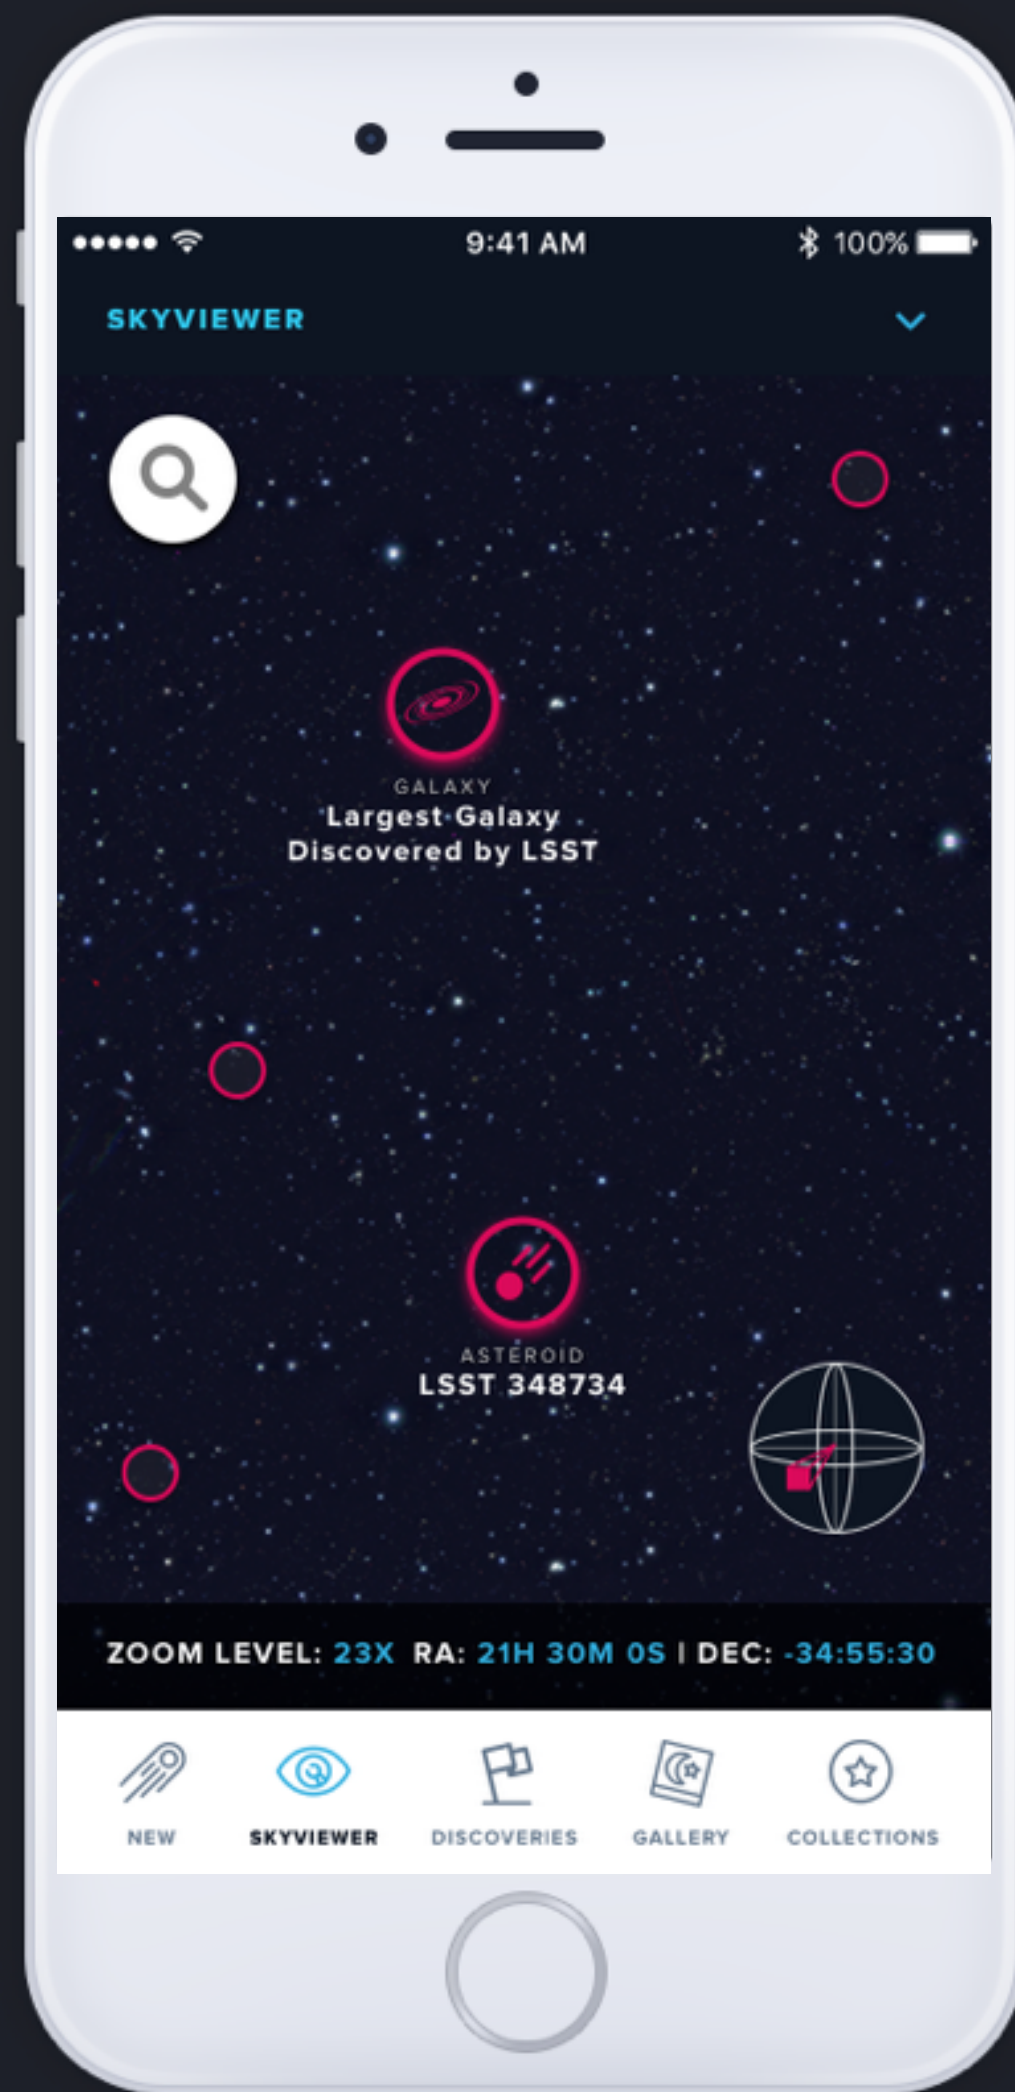 9:41 AM
100%
SKYVIEWER
GALAXY
Largest Galaxy
Discovered by LSST
ASTEROID
LSST 348734
ZOOM LEVEL: 23X RA: 21H 30M 0S | DEC: -34:55:30
NEW SKYVIEWER DISCOVERIES GALLERY COLLECTIONS